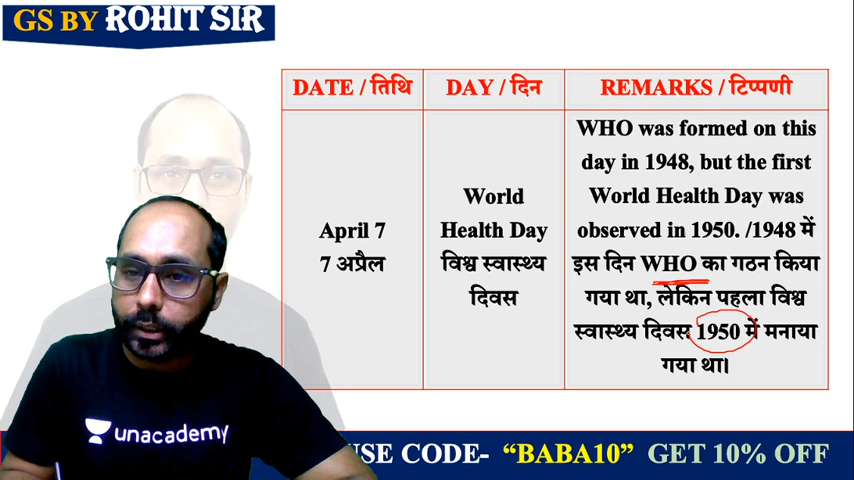 GS BY ROHIT SIR
DATE / तिथि
DAY / दिन
REMARKS / टिप्पणी
April 7
7 अप्रैल
World
Health Day
विश्व स्वास्थ्य
दिवस
WHO was formed on this
day in 1948, but the first
World Health Day was
observed in 1950. /1948 में
इस दिन WHO का गठन किया
गया था, लेकिन पहला विश्व
स्वास्थ्य दिवस 1950 में मनाया
गया था।
unacademy
USE CODE- “BABA10” GET 10% OFF